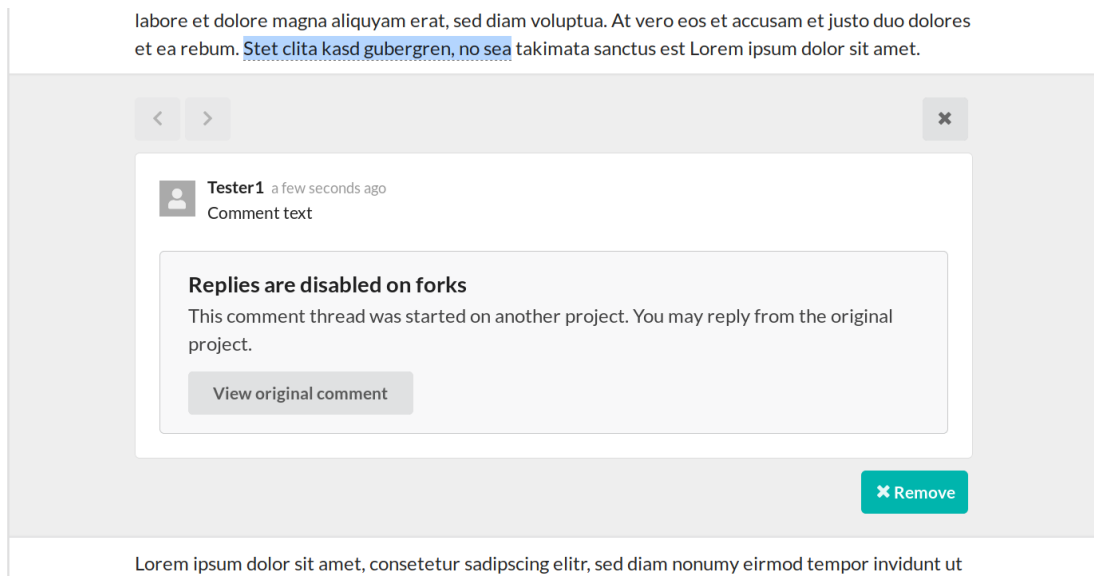 labore et dolore magna aliquyam erat, sed diam voluptua. At vero eos et accusam et justo duo dolores
et ea rebum. Stet clita kasd gubergren, no sea takimata sanctus est Lorem ipsum dolor sit amet.
Tester1 a few seconds ago
Comment text
Replies are disabled on forks
This comment thread was started on another project. You may reply from the original
project.
View original comment
Remove
Lorem ipsum dolor sit amet, consetetur sadipscing elitr, sed diam nonumy eirmod tempor invidunt ut